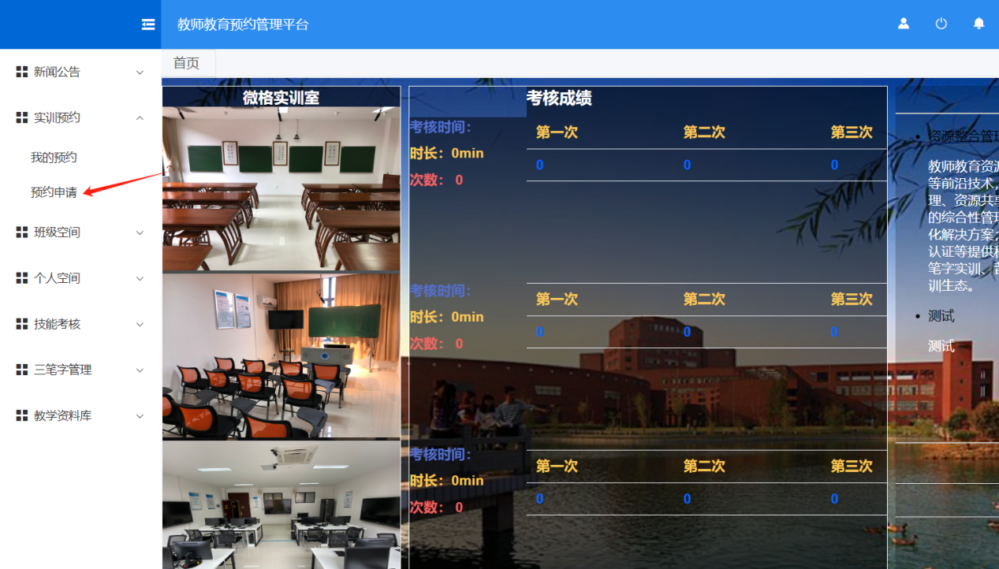 教师教育预约管理平台
首页
新闻公告
实训预约
我的预约
预约申请
班级空间
个人空间
技能考核
三笔字管理
教学资料库
微格实训室
考核成绩
考核时间：
时长：0min
次数： 0
第一次 第二次 第三次
0 0 0
考核时间：
时长：0min
次数： 0
第一次 第二次 第三次
0 0 0
考核时间：
时长：0min
次数： 0
第一次 第二次 第三次
0 0 0
资源整合管理
教师教育资源
等前沿技术，
理、资源共享
的综合性管理
化解决方案；
认证等提供科
笔字实训、普
训生态。
测试
测试